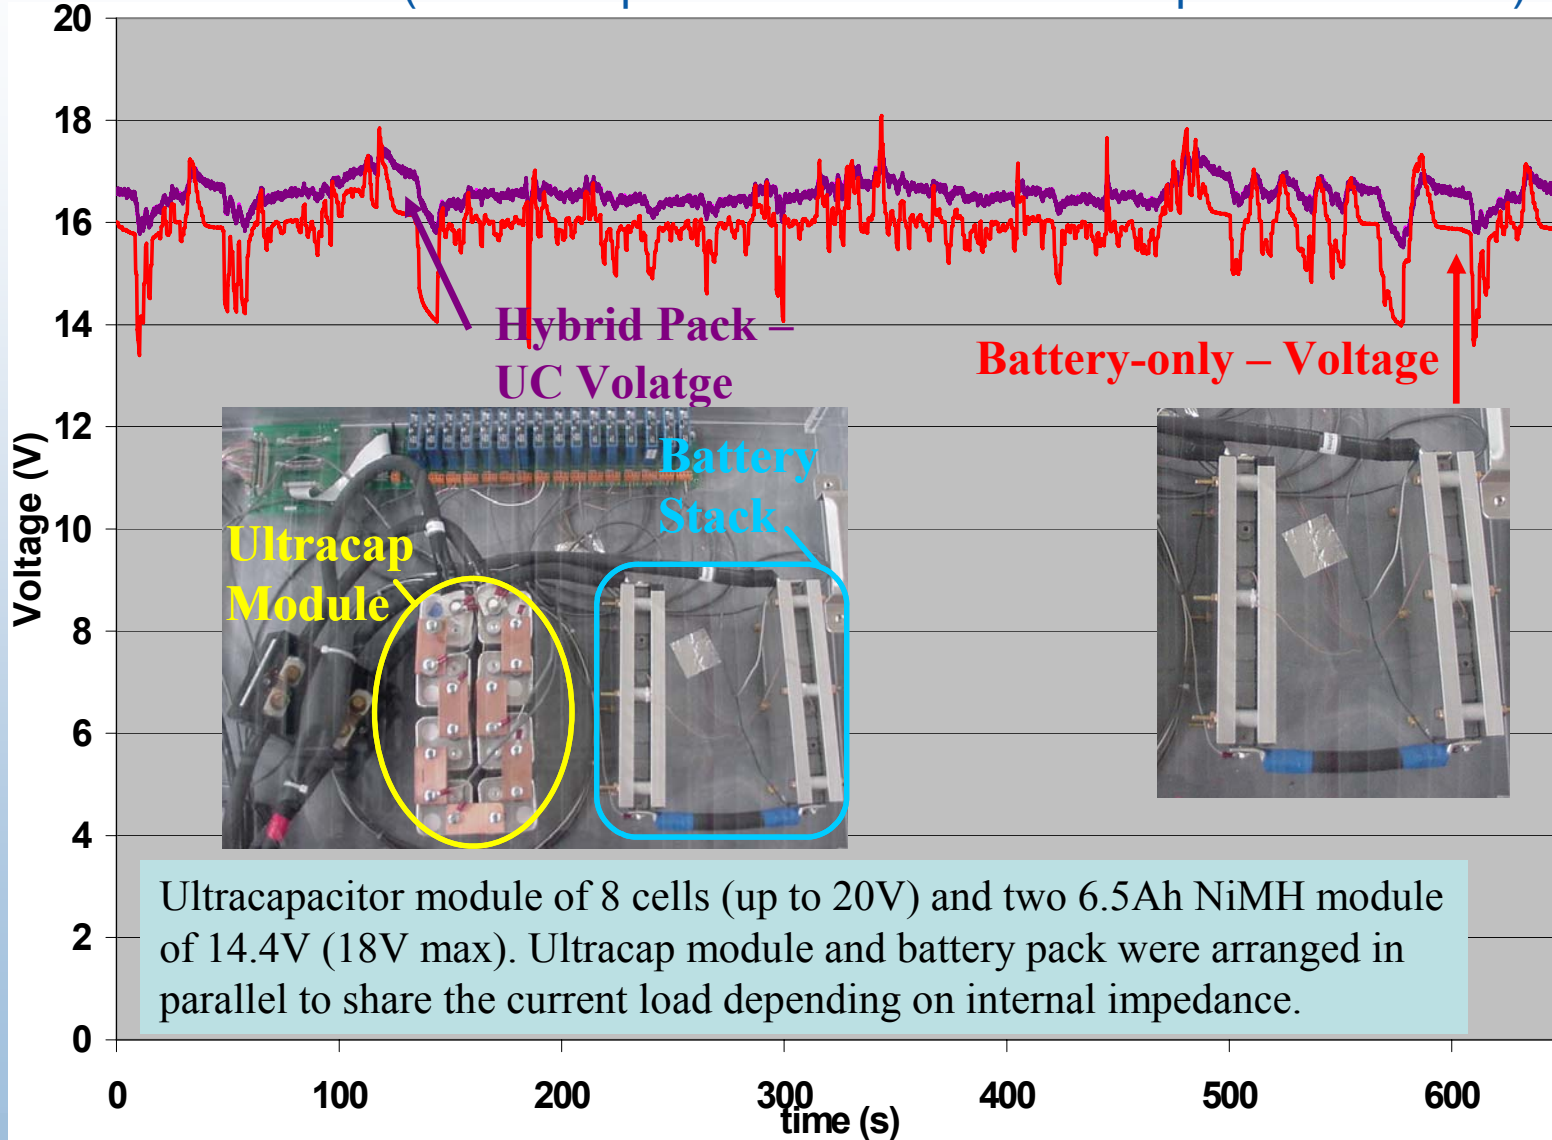 20
18
16
14
12
10
8
6
4
2
0
Voltage (V)
Hybrid Pack –
UC Volatge
Battery-only – Voltage
Battery
Stack
Ultracap
Module
Ultracapacitor module of 8 cells (up to 20V) and two 6.5Ah NiMH module
of 14.4V (18V max). Ultracap module and battery pack were arranged in
parallel to share the current load depending on internal impedance.
0 100 200 300 400 500 600
time (s)